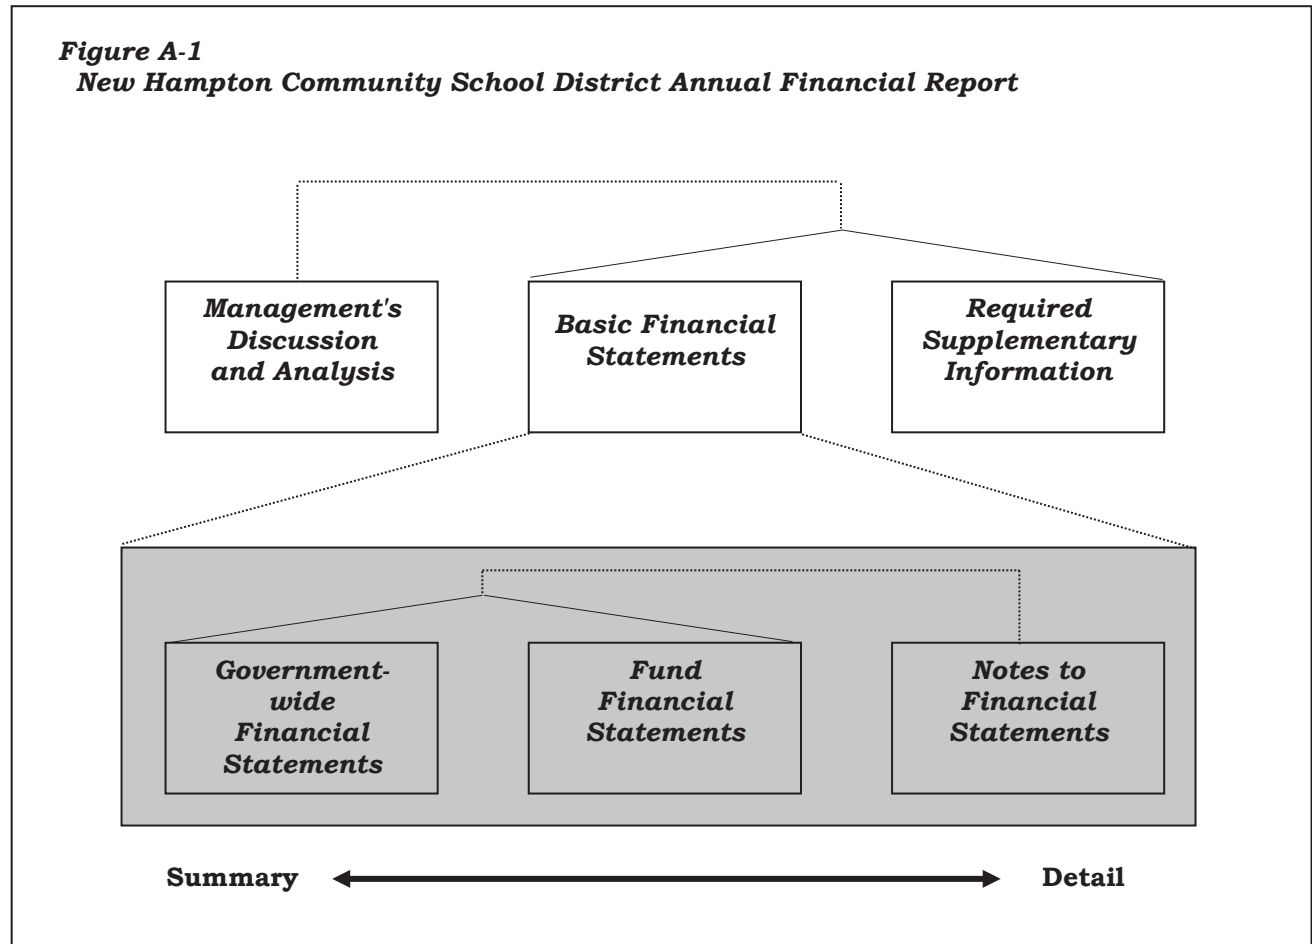 Figure A-1
New Hampton Community School District Annual Financial Report
Management's
Discussion
and Analysis
Basic Financial
Statements
Required
Supplementary
Information
Government-
wide
Financial
Statements
Fund
Financial
Statements
Notes to
Financial
Statements
Summary
Detail